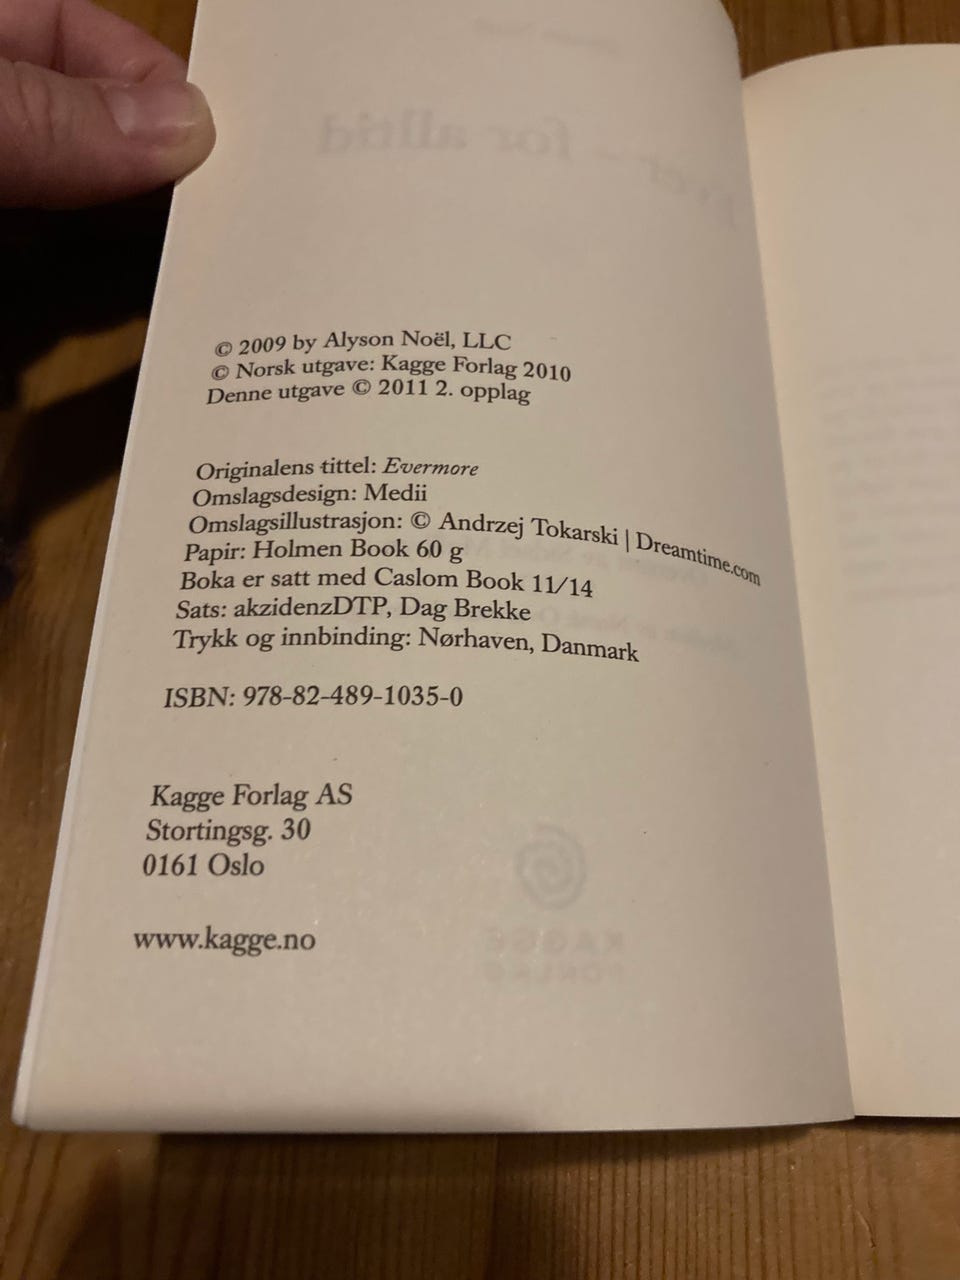 © 2009 by Alyson Noël, LLC
© Norsk utgave: Kagge Forlag 2010
Denne utgave © 2011 2. opplag
Originalens tittel: Evermore
Omslagsdesign: Medii
Omslagsillustrasjon: © Andrzej Tokarski | Dreamtime.com
Papir: Holmen Book 60 g
Boka er satt med Caslom Book 11/14
Sats: akzidenzDTP, Dag Brekke
Trykk og innbinding: Nørhaven, Danmark
ISBN: 978-82-489-1035-0
Kagge Forlag AS
Stortingsg. 30
0161 Oslo
www.kagge.no